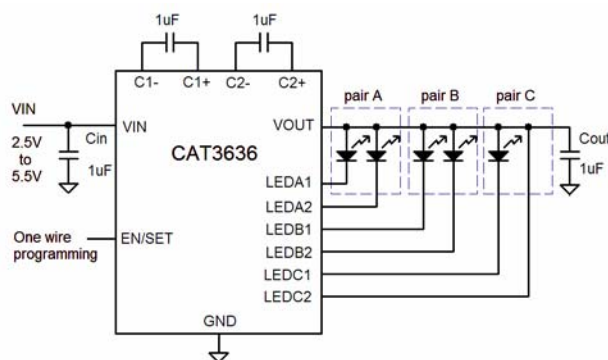 1uF
1uF
C1- C1+ C2- C2+
pair A pair B pair C
VIN
VIN
VOUT
Cin
Cout
2.5V
to
5.5V
1uF
CAT3636
1uF
LEDA1
LEDA2
One wire
programming
EN/SET
LEDB1
LEDB2
LEDC1
LEDC2
GND